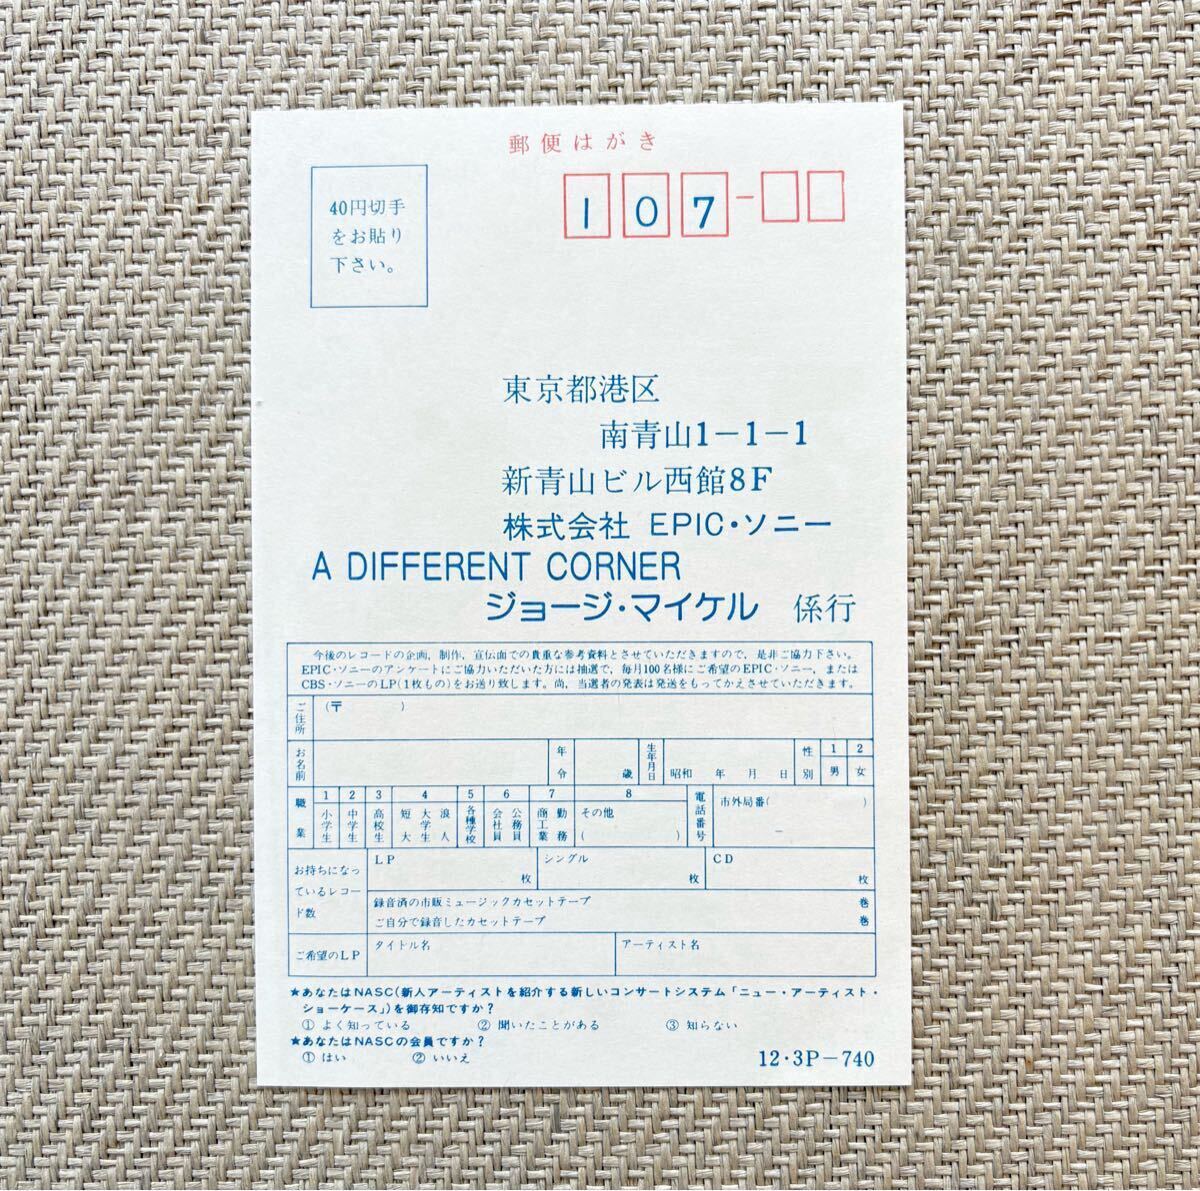 郵便はがき
40円切手
をお貼り
下さい。
107-
東京都港区
南青山1-1-1
新青山ビル西館8F
株式会社 EPIC・ソニー
A DIFFERENT CORNER
ジョージ・マイケル 係行
今後のレコードの企画，制作，宣伝面での貴重な参考資料とさせていただきますので，是非ご協力下さい。
EPIC・ソニーのアンケートにご協力いただいた方には抽選で，毎月100名様にご希望のEPIC・ソニー，または
CBS・ソニーのLP(1枚もの)をお送り致します。尚，当選者の発表は発送をもってかえさせていただきます。
ご住所 (〒 )
お名前 年令 歳 生年月日 昭和 年 月 日 性別 1 男 2 女
職業 1 小学生 2 中学生 3 高校生 4 短大 大学生 浪人 5 各種学校 6 会社員 公務員 7 商工業 勤務 8 その他 ( ) 電話番号 市外局番( ) −
お持ちになっているレコード数 LP 枚 シングル 枚 CD 枚
録音済の市販ミュージックカセットテープ 巻
ご自分で録音したカセットテープ 巻
ご希望のLP タイトル名 アーティスト名
★あなたはNASC(新人アーティストを紹介する新しいコンサートシステム「ニュー・アーティスト・
ショーケース」)を御存知ですか？
① よく知っている ② 聞いたことがある ③ 知らない
★あなたはNASCの会員ですか？
① はい ② いいえ
12・3P−740